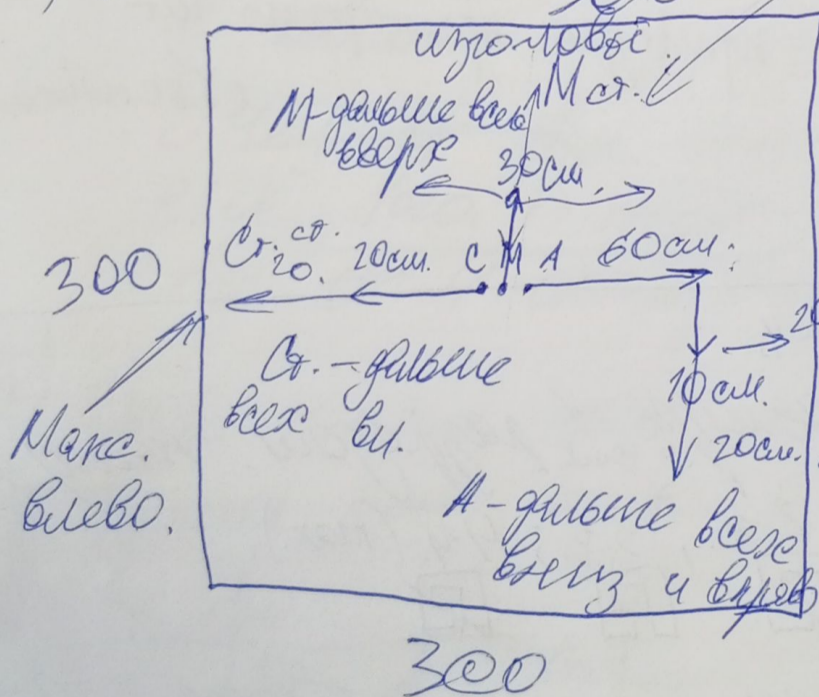 изголовье.
М ст.
М-дальше всех
вверх
30см.
Ст. ст.
20.
20см.
С М А
60см.
300
Ст. – дальше
всех вл.
10см.
20см.
Макс.
влево.
А – дальше всех
вниз и вправо
300